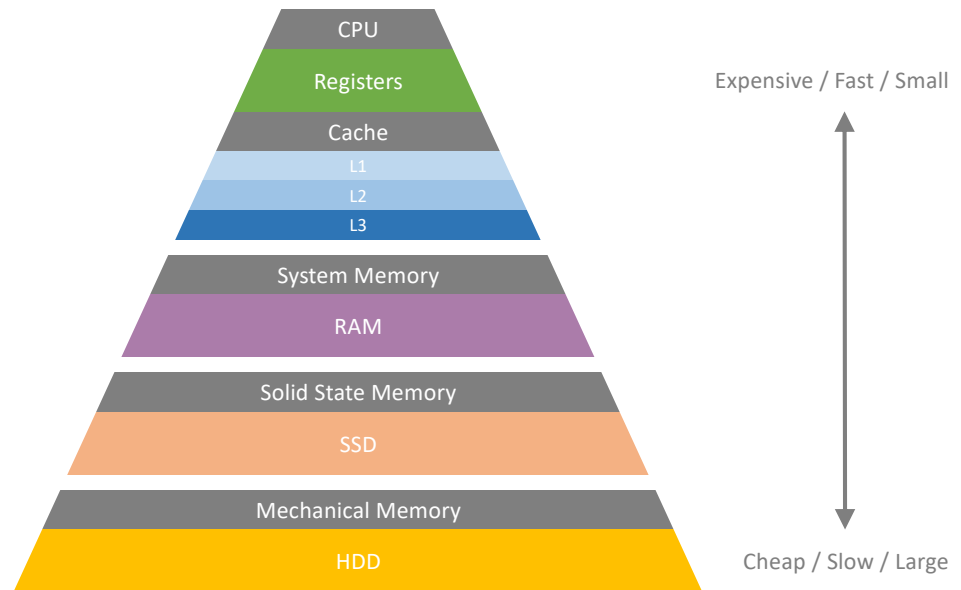 CPU
Registers
Cache
L1
L2
L3
System Memory
RAM
Solid State Memory
SSD
Mechanical Memory
HDD
Expensive / Fast / Small
Cheap / Slow / Large